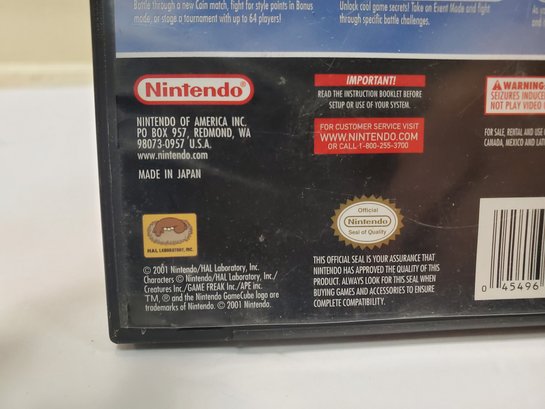 Battle through a new Coin match, fight for style points in Bonus
mode, or stage a tournament with up to 64 players!
Unlock cool game secrets! Take on Event Mode and fight
through specific battle challenges.
Nintendo®
NINTENDO OF AMERICA INC.
PO BOX 957, REDMOND, WA
98073-0957 U.S.A.
www.nintendo.com
MADE IN JAPAN
HAL LABORATORY, INC.
© 2001 Nintendo/HAL Laboratory, Inc.
Characters © Nintendo/HAL Laboratory, Inc./
Creatures Inc./GAME FREAK Inc./APE inc./
TM, ® and the Nintendo GameCube logo are
trademarks of Nintendo. © 2001 Nintendo.
IMPORTANT!
READ THE INSTRUCTION BOOKLET BEFORE
SETUP OR USE OF YOUR SYSTEM.
FOR CUSTOMER SERVICE VISIT
WWW.NINTENDO.COM
OR CALL 1-800-255-3700
Official
Nintendo
Seal of Quality
THIS OFFICIAL SEAL IS YOUR ASSURANCE THAT
NINTENDO HAS APPROVED THE QUALITY OF THIS
PRODUCT. ALWAYS LOOK FOR THIS SEAL WHEN
BUYING GAMES AND ACCESSORIES TO ENSURE
COMPLETE COMPATIBILITY.
WARNING
SEIZURES INDUCE
NOT PLAY VIDEO
FOR SALE, RENTAL AND USE
CANADA, MEXICO AND LAT
0 45496